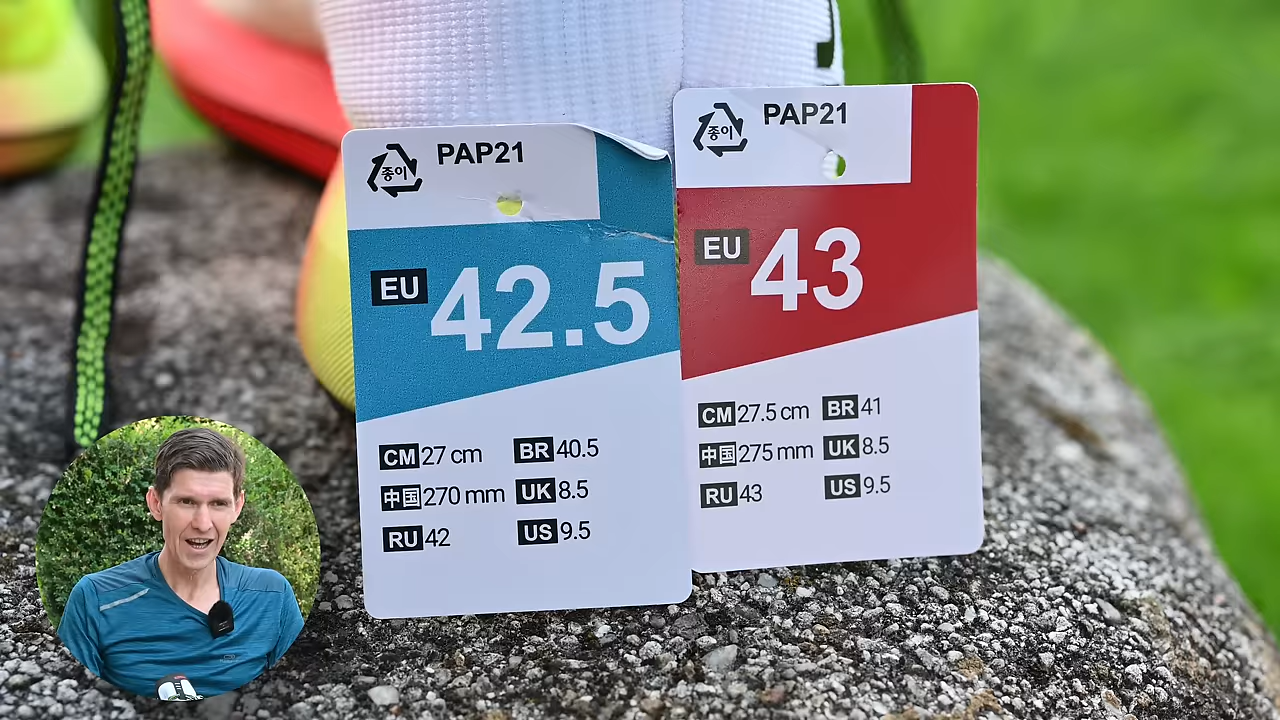 종이
PAP21
EU 42.5
CM 27 cm BR 40.5
中国 270 mm UK 8.5
RU 42 US 9.5
종이
PAP21
EU 43
CM 27.5 cm BR 41
中国 275 mm UK 8.5
RU 43 US 9.5